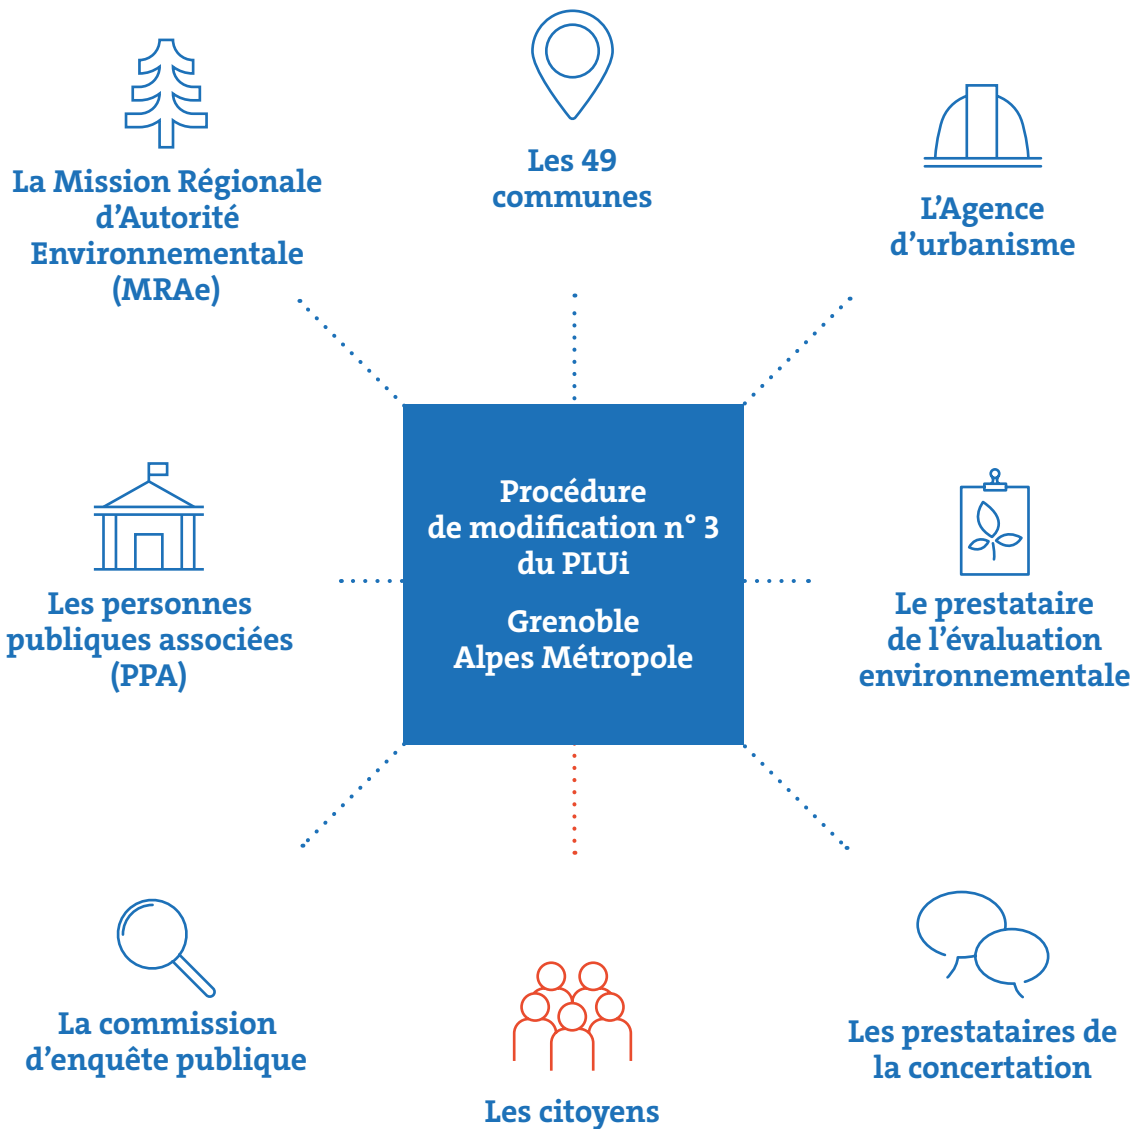 La Mission Régionale
d'Autorité
Environnementale
(MRAe)
Les 49
communes
L'Agence
d'urbanisme
Les personnes
publiques associées
(PPA)
Procédure
de modification n° 3
du PLUi
Grenoble
Alpes Métropole
Le prestataire
de l'évaluation
environnementale
La commission
d'enquête publique
Les citoyens
Les prestataires de
la concertation